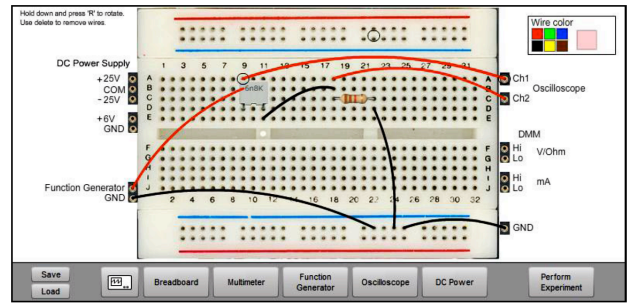 Hold down and press 'R' to rotate.
Use delete to remove wires.
Wire color
DC Power Supply
1 3 5 7 9 11 13 15 17 19 21 23 25 27 29 31
+25V
COM
-25V
+6V
GND
A
B
C
D
E
6n8K
A
B
C
D
E
Ch1
Ch2
Oscilloscope
DMM
F
G
H
I
J
F
G
H
I
J
Hi
Lo
V/Ohm
Hi
Lo
mA
Function Generator
GND
2 4 6 8 10 12 14 16 18 20 22 24 26 28 30 32
GND
Save
Load
Breadboard
Multimeter
Function
Generator
Oscilloscope
DC Power
Perform
Experiment